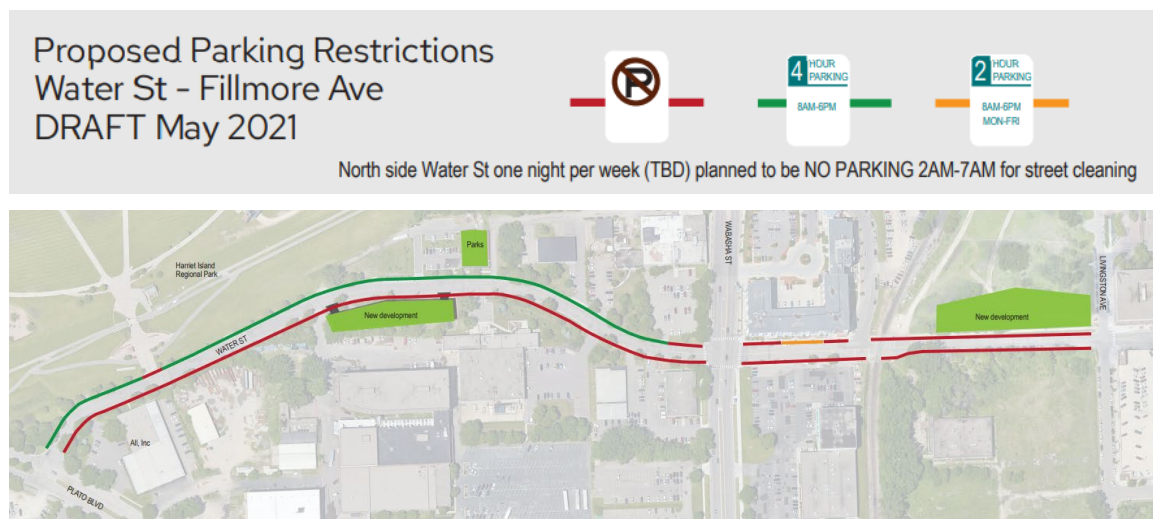 Proposed Parking Restrictions
Water St - Fillmore Ave
DRAFT May 2021
P
4 HOUR PARKING
8AM-6PM
2 HOUR PARKING
8AM-6PM
MON-FRI
North side Water St one night per week (TBD) planned to be NO PARKING 2AM-7AM for street cleaning
Harriet Island
Regional Park
Parks
WABASHA ST
LIVINGSTON AVE
New development
New development
WATER ST
All, Inc
PLATO BLVD